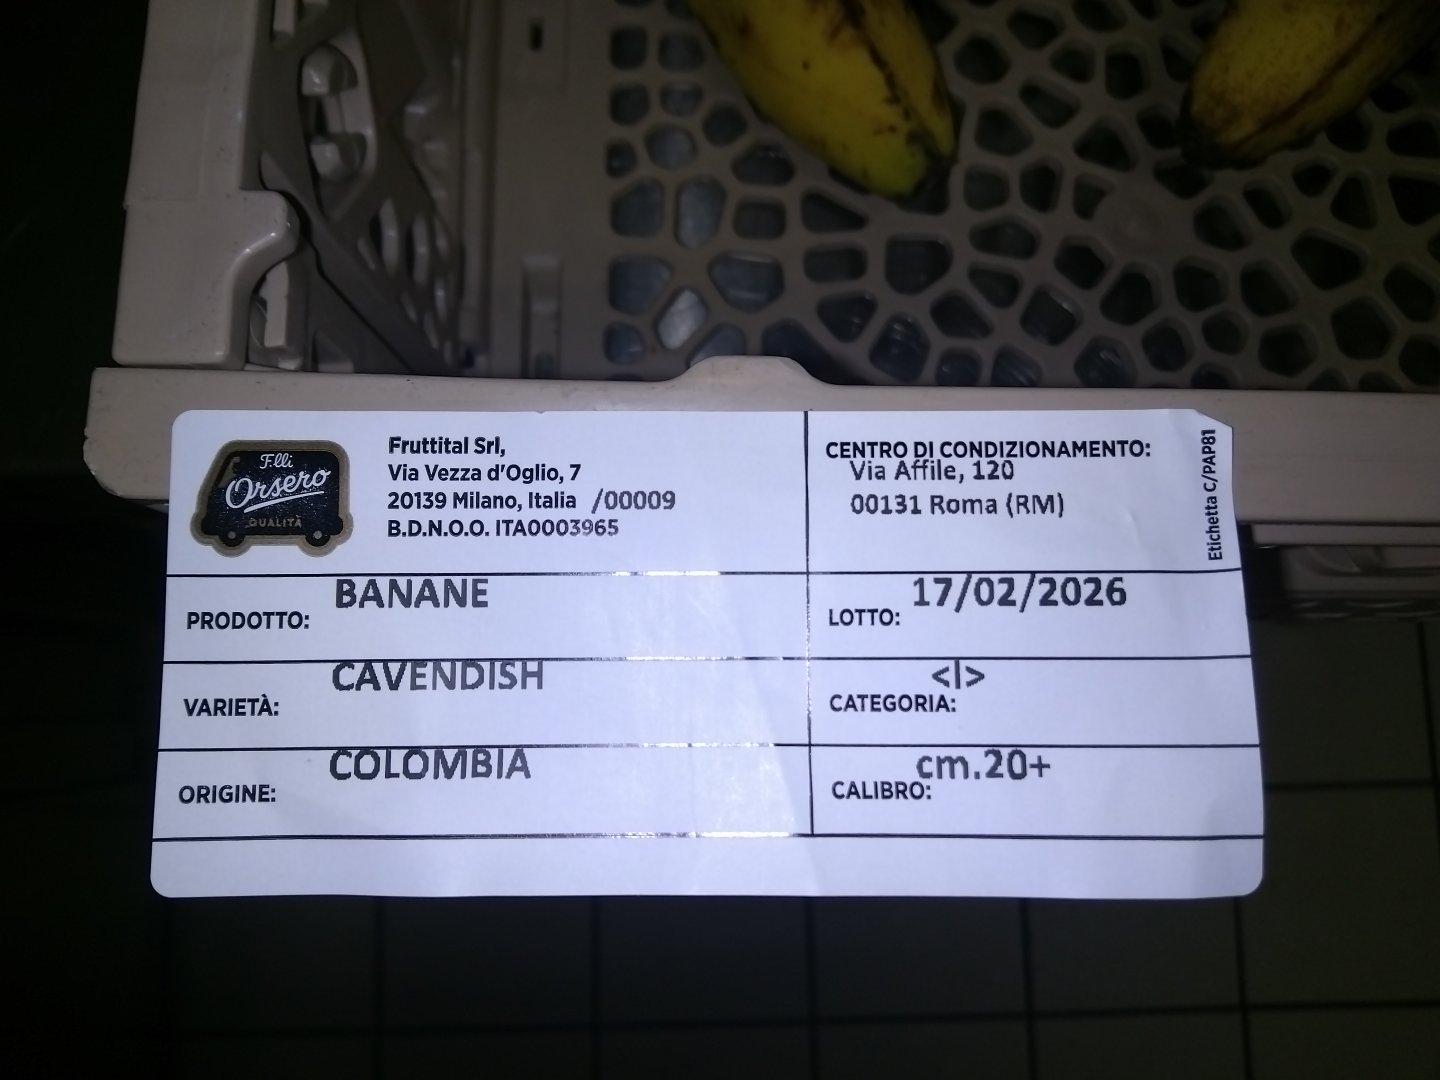 F.lli
Orsero
QUALITÀ
Fruttital Srl,
Via Vezza d'Oglio, 7
20139 Milano, Italia /00009
B.D.N.O.O. ITA0003965
CENTRO DI CONDIZIONAMENTO:
Via Affile, 120
00131 Roma (RM)
Etichetta C/PAP81
PRODOTTO: BANANE
LOTTO: 17/02/2026
VARIETÀ: CAVENDISH
CATEGORIA: <I>
ORIGINE: COLOMBIA
CALIBRO: cm.20+